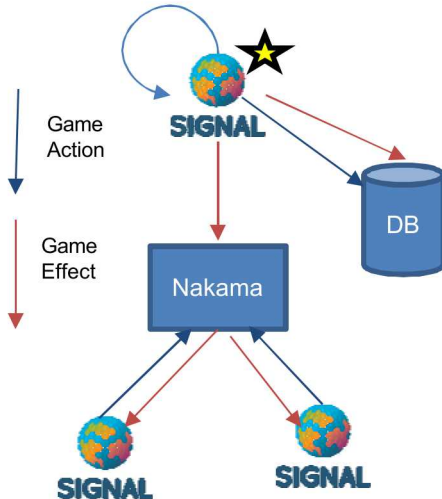 SIGNAL
Game
Action
DB
Game
Effect
Nakama
SIGNAL
SIGNAL